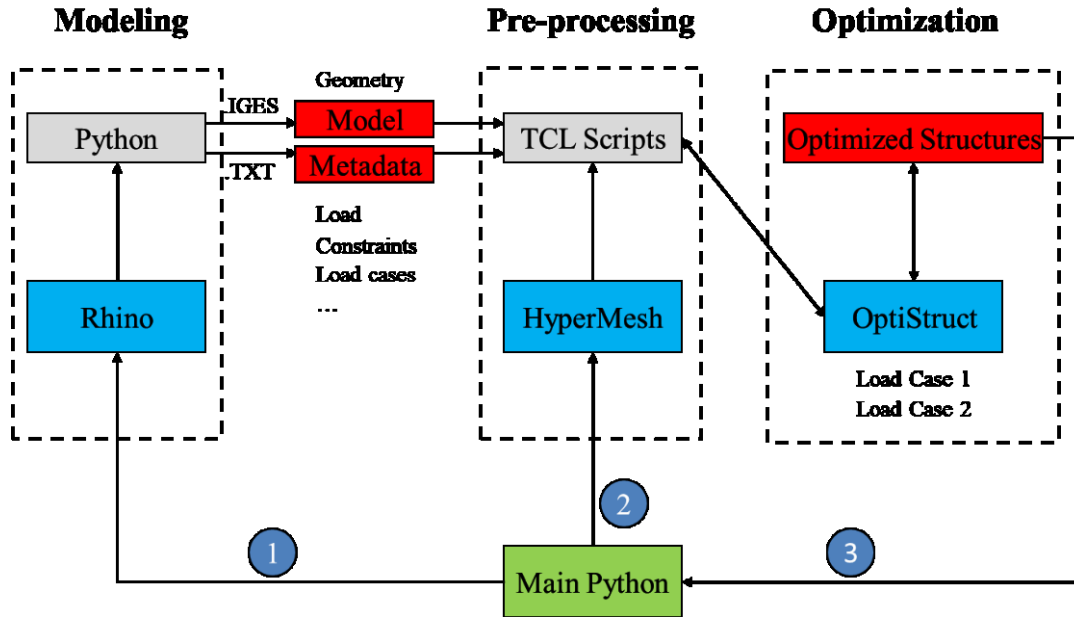 Modeling
Pre-processing
Optimization
Geometry
.IGES
Model
Python
TCL Scripts
Optimized Structures
Metadata
.TXT
Load
Constraints
Load cases
...
Rhino
HyperMesh
OptiStruct
Load Case 1
Load Case 2
2
1
3
Main Python